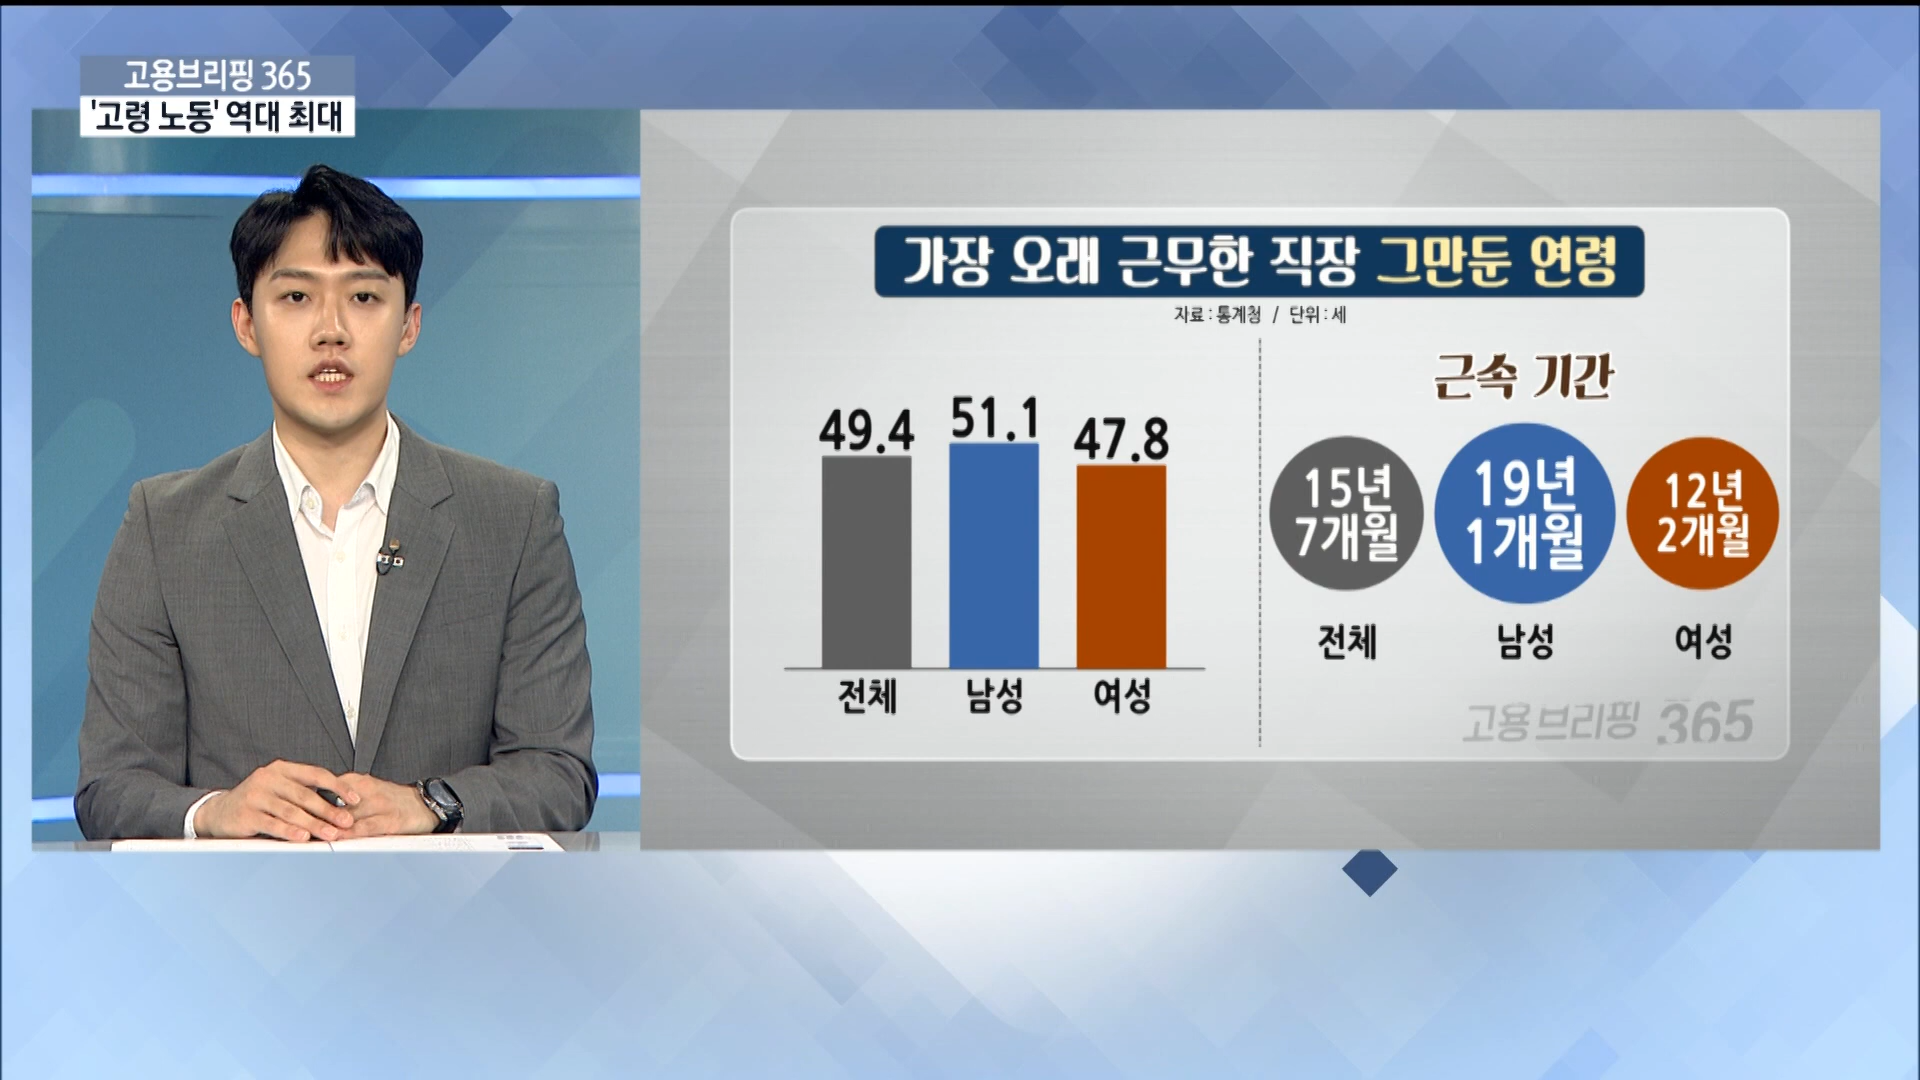 고용브리핑 365
'고령 노동' 역대 최대
가장 오래 근무한 직장 그만둔 연령
자료 : 통계청 / 단위 : 세
49.4
51.1
47.8
전체
남성
여성
근속 기간
15년
7개월
19년
1개월
12년
2개월
전체
남성
여성
고용브리핑 365